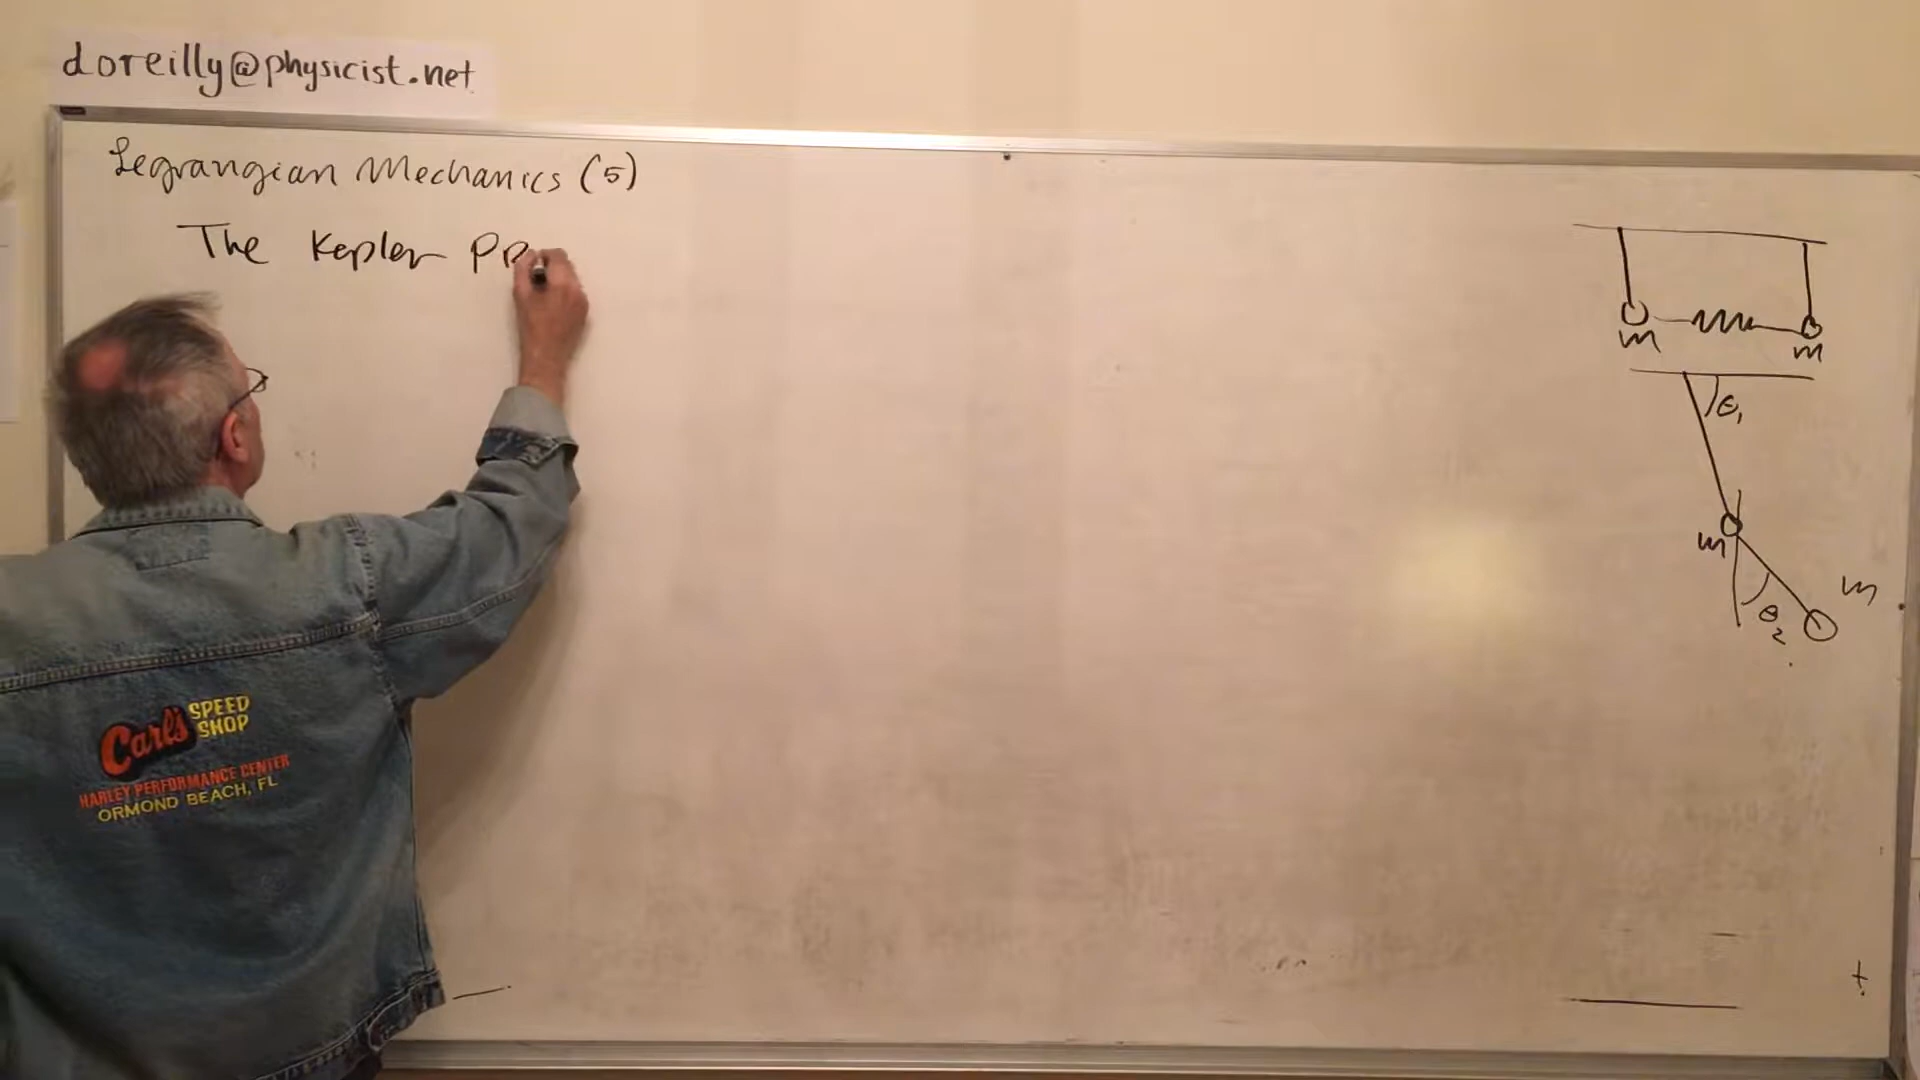 doreilly@physicist.net
Legrangian Mechanics (5)
The Kepler Pr
m
m
θ₁
m
m
θ₂
Carl's
SPEED
SHOP
HARLEY PERFORMANCE CENTER
ORMOND BEACH, FL